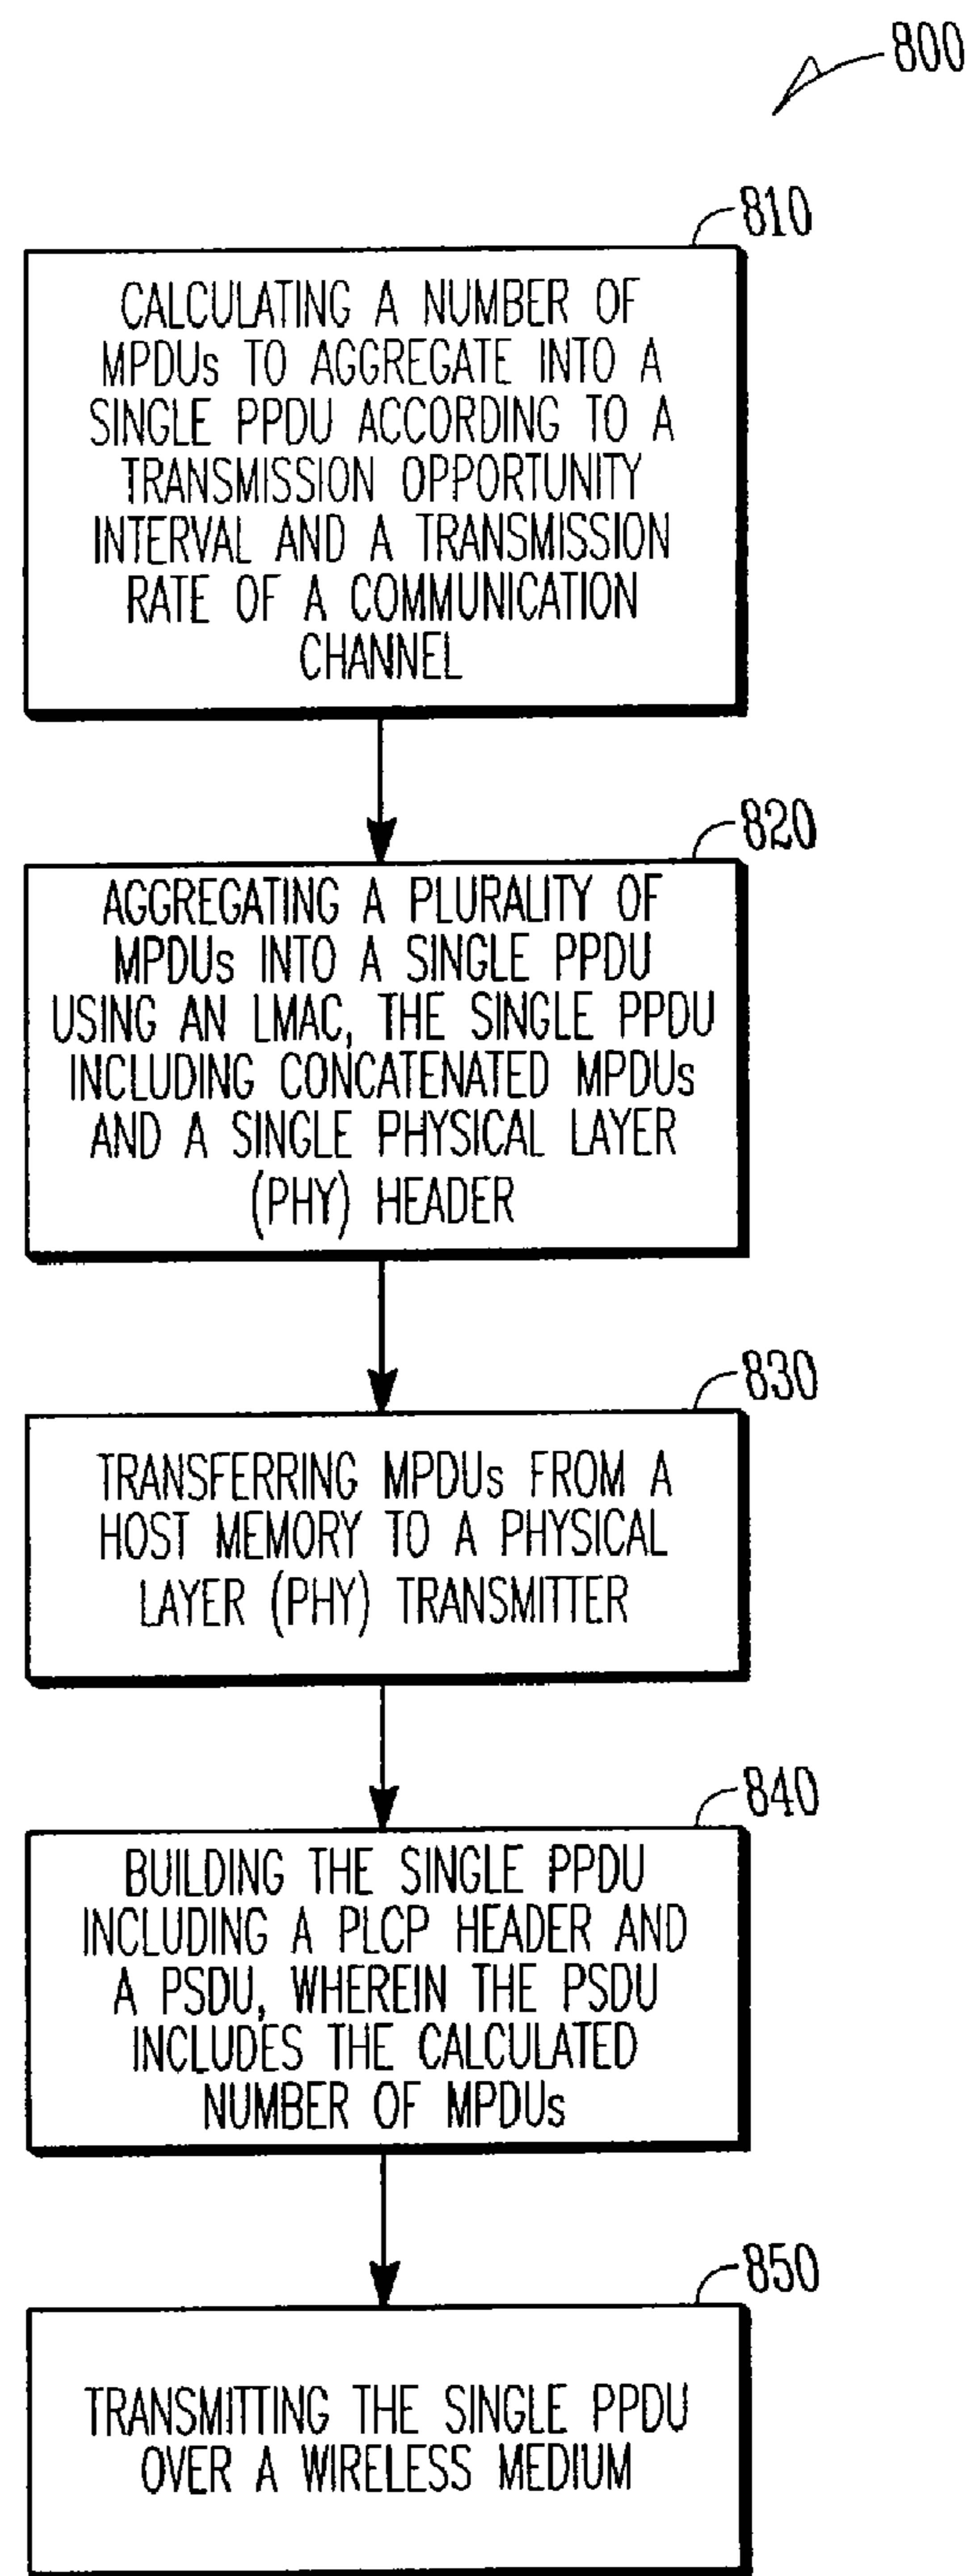 800
810
CALCULATING A NUMBER OF
MPDUs TO AGGREGATE INTO A
SINGLE PPDU ACCORDING TO A
TRANSMISSION OPPORTUNITY
INTERVAL AND A TRANSMISSION
RATE OF A COMMUNICATION
CHANNEL
820
AGGREGATING A PLURALITY OF
MPDUs INTO A SINGLE PPDU
USING AN LMAC, THE SINGLE PPDU
INCLUDING CONCATENATED MPDUs
AND A SINGLE PHYSICAL LAYER
(PHY) HEADER
830
TRANSFERRING MPDUs FROM A
HOST MEMORY TO A PHYSICAL
LAYER (PHY) TRANSMITTER
840
BUILDING THE SINGLE PPDU
INCLUDING A PLCP HEADER AND
A PSDU, WHEREIN THE PSDU
INCLUDES THE CALCULATED
NUMBER OF MPDUs
850
TRANSMITTING THE SINGLE PPDU
OVER A WIRELESS MEDIUM